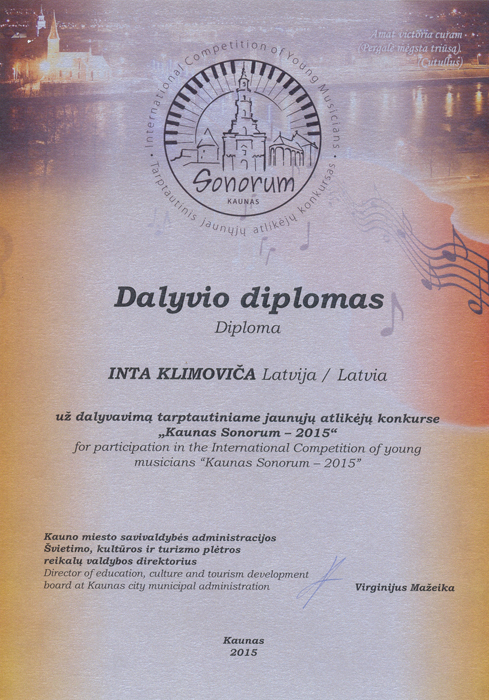 Amat victoria curam
(Pergalė mėgsta triūsą).
(Cutullus)
• International Competition of Young Musicians •
Tarptautinis jaunųjų atlikėjų konkursas
Sonorum
KAUNAS
Dalyvio diplomas
Diploma
INTA KLIMOVIČA Latvija / Latvia
už dalyvavimą tarptautiniame jaunųjų atlikėjų konkurse
„Kaunas Sonorum – 2015“
for participation in the International Competition of young
musicians “Kaunas Sonorum – 2015”
Kauno miesto savivaldybės administracijos
Švietimo, kultūros ir turizmo plėtros
reikalų valdybos direktorius
Director of education, culture and tourism development
board at Kaunas city municipal administration
Virginijus Mažeika
Kaunas
2015